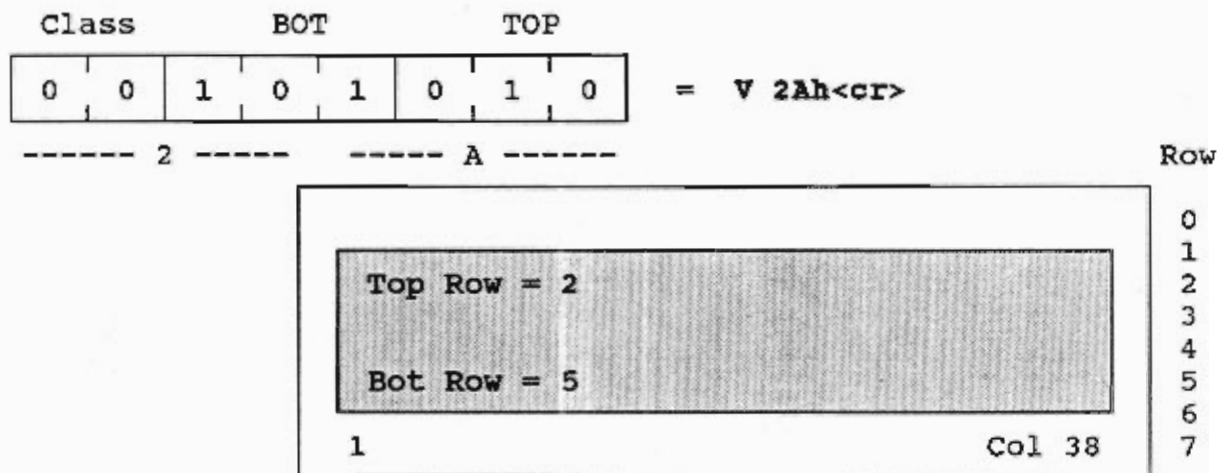 Class BOT TOP
0 0 1 0 1 0 1 0 = V 2Ah<cr>
------ 2 ----- ----- A ------
Row
0
1
Top Row = 2 2
3
4
Bot Row = 5 5
6
1 Col 38 7